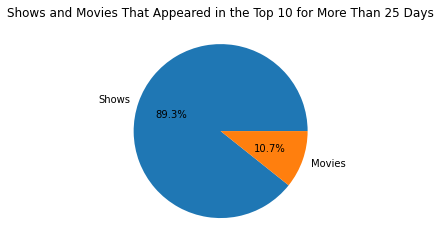 Shows and Movies That Appeared in the Top 10 for More Than 25 Days
Shows
89.3%
10.7%
Movies